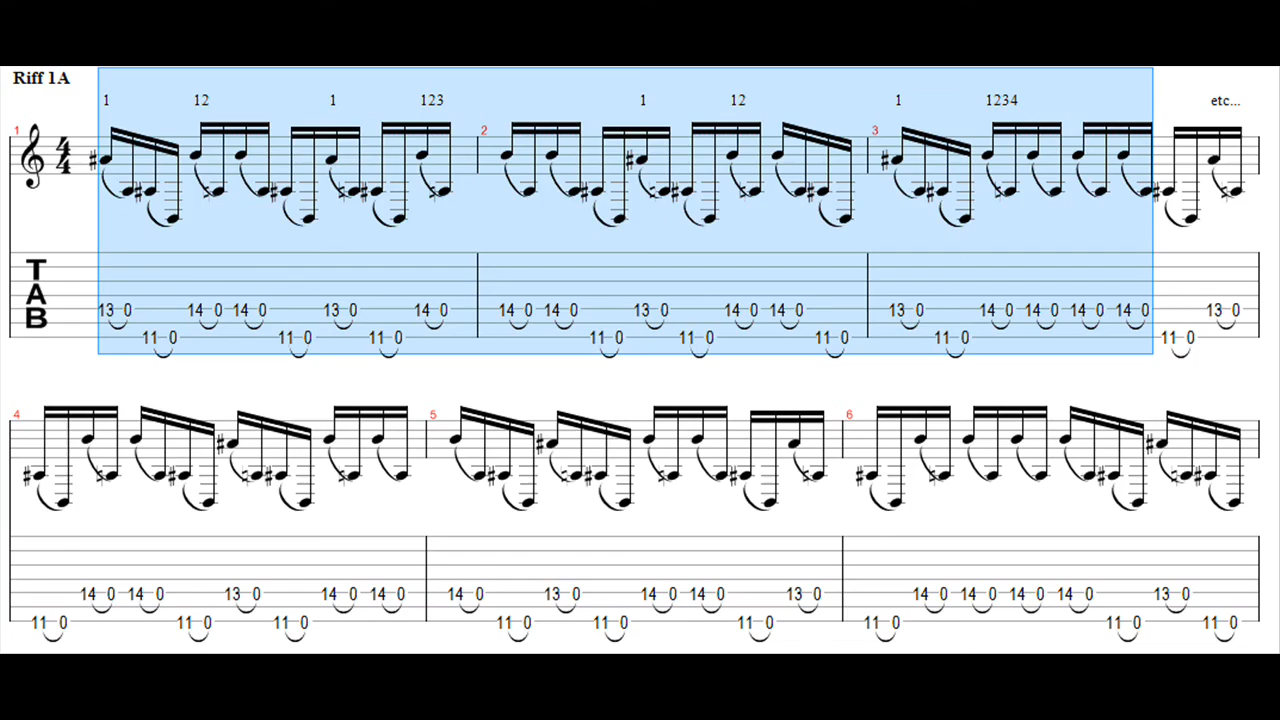 Riff 1A
1 12 1 123 1 12 1 1234 etc...
1 2 3
4 4
T A B
13 0 14 0 14 0 13 0 14 0 14 0 14 0 13 0 14 0 14 0 13 0 14 0 14 0 14 0 14 0 13 0
11 0 11 0 11 0 11 0 11 0 11 0 11 0 11 0
4 5 6
14 0 14 0 13 0 14 0 14 0 14 0 13 0 14 0 14 0 13 0 14 0 14 0 14 0 14 0 13 0
11 0 11 0 11 0 11 0 11 0 11 0 11 0 11 0 11 0